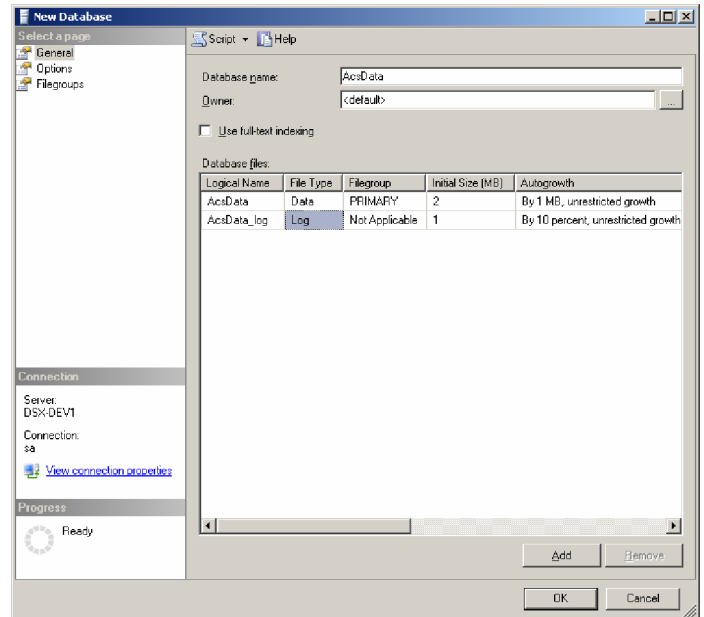 New Database
Select a page
General
Options
Filegroups
Script Help
Database name: AcsData
Owner: <default> ...
Use full-text indexing
Database files:
Logical Name File Type Filegroup Initial Size (MB) Autogrowth
AcsData Data PRIMARY 2 By 1 MB, unrestricted growth
AcsData_log Log Not Applicable 1 By 10 percent, unrestricted growth
Connection
Server:
DSX-DEV1
Connection:
sa
View connection properties
Progress
Ready
Add Remove
OK Cancel